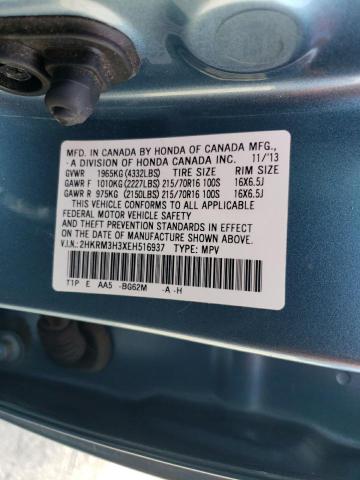 MFD. IN CANADA BY HONDA OF CANADA MFG.,
- A DIVISION OF HONDA CANADA INC. 11/'13
GVWR 1965KG (4332LBS) TIRE SIZE RIM SIZE
GAWR F 1010KG (2227LBS) 215/70R16 100S 16X6.5J
GAWR R 975KG (2150LBS) 215/70R16 100S 16X6.5J
THIS VEHICLE CONFORMS TO ALL APPLICABLE
FEDERAL MOTOR VEHICLE SAFETY AND THEFT
PREVENTION STANDARDS IN EFFECT ON THE
DATE OF MANUFACTURE SHOWN ABOVE.
V.I.N.: 2HKRM3H3XEH516937 TYPE: MPV
T1P E AA5 -BG62M -A -H